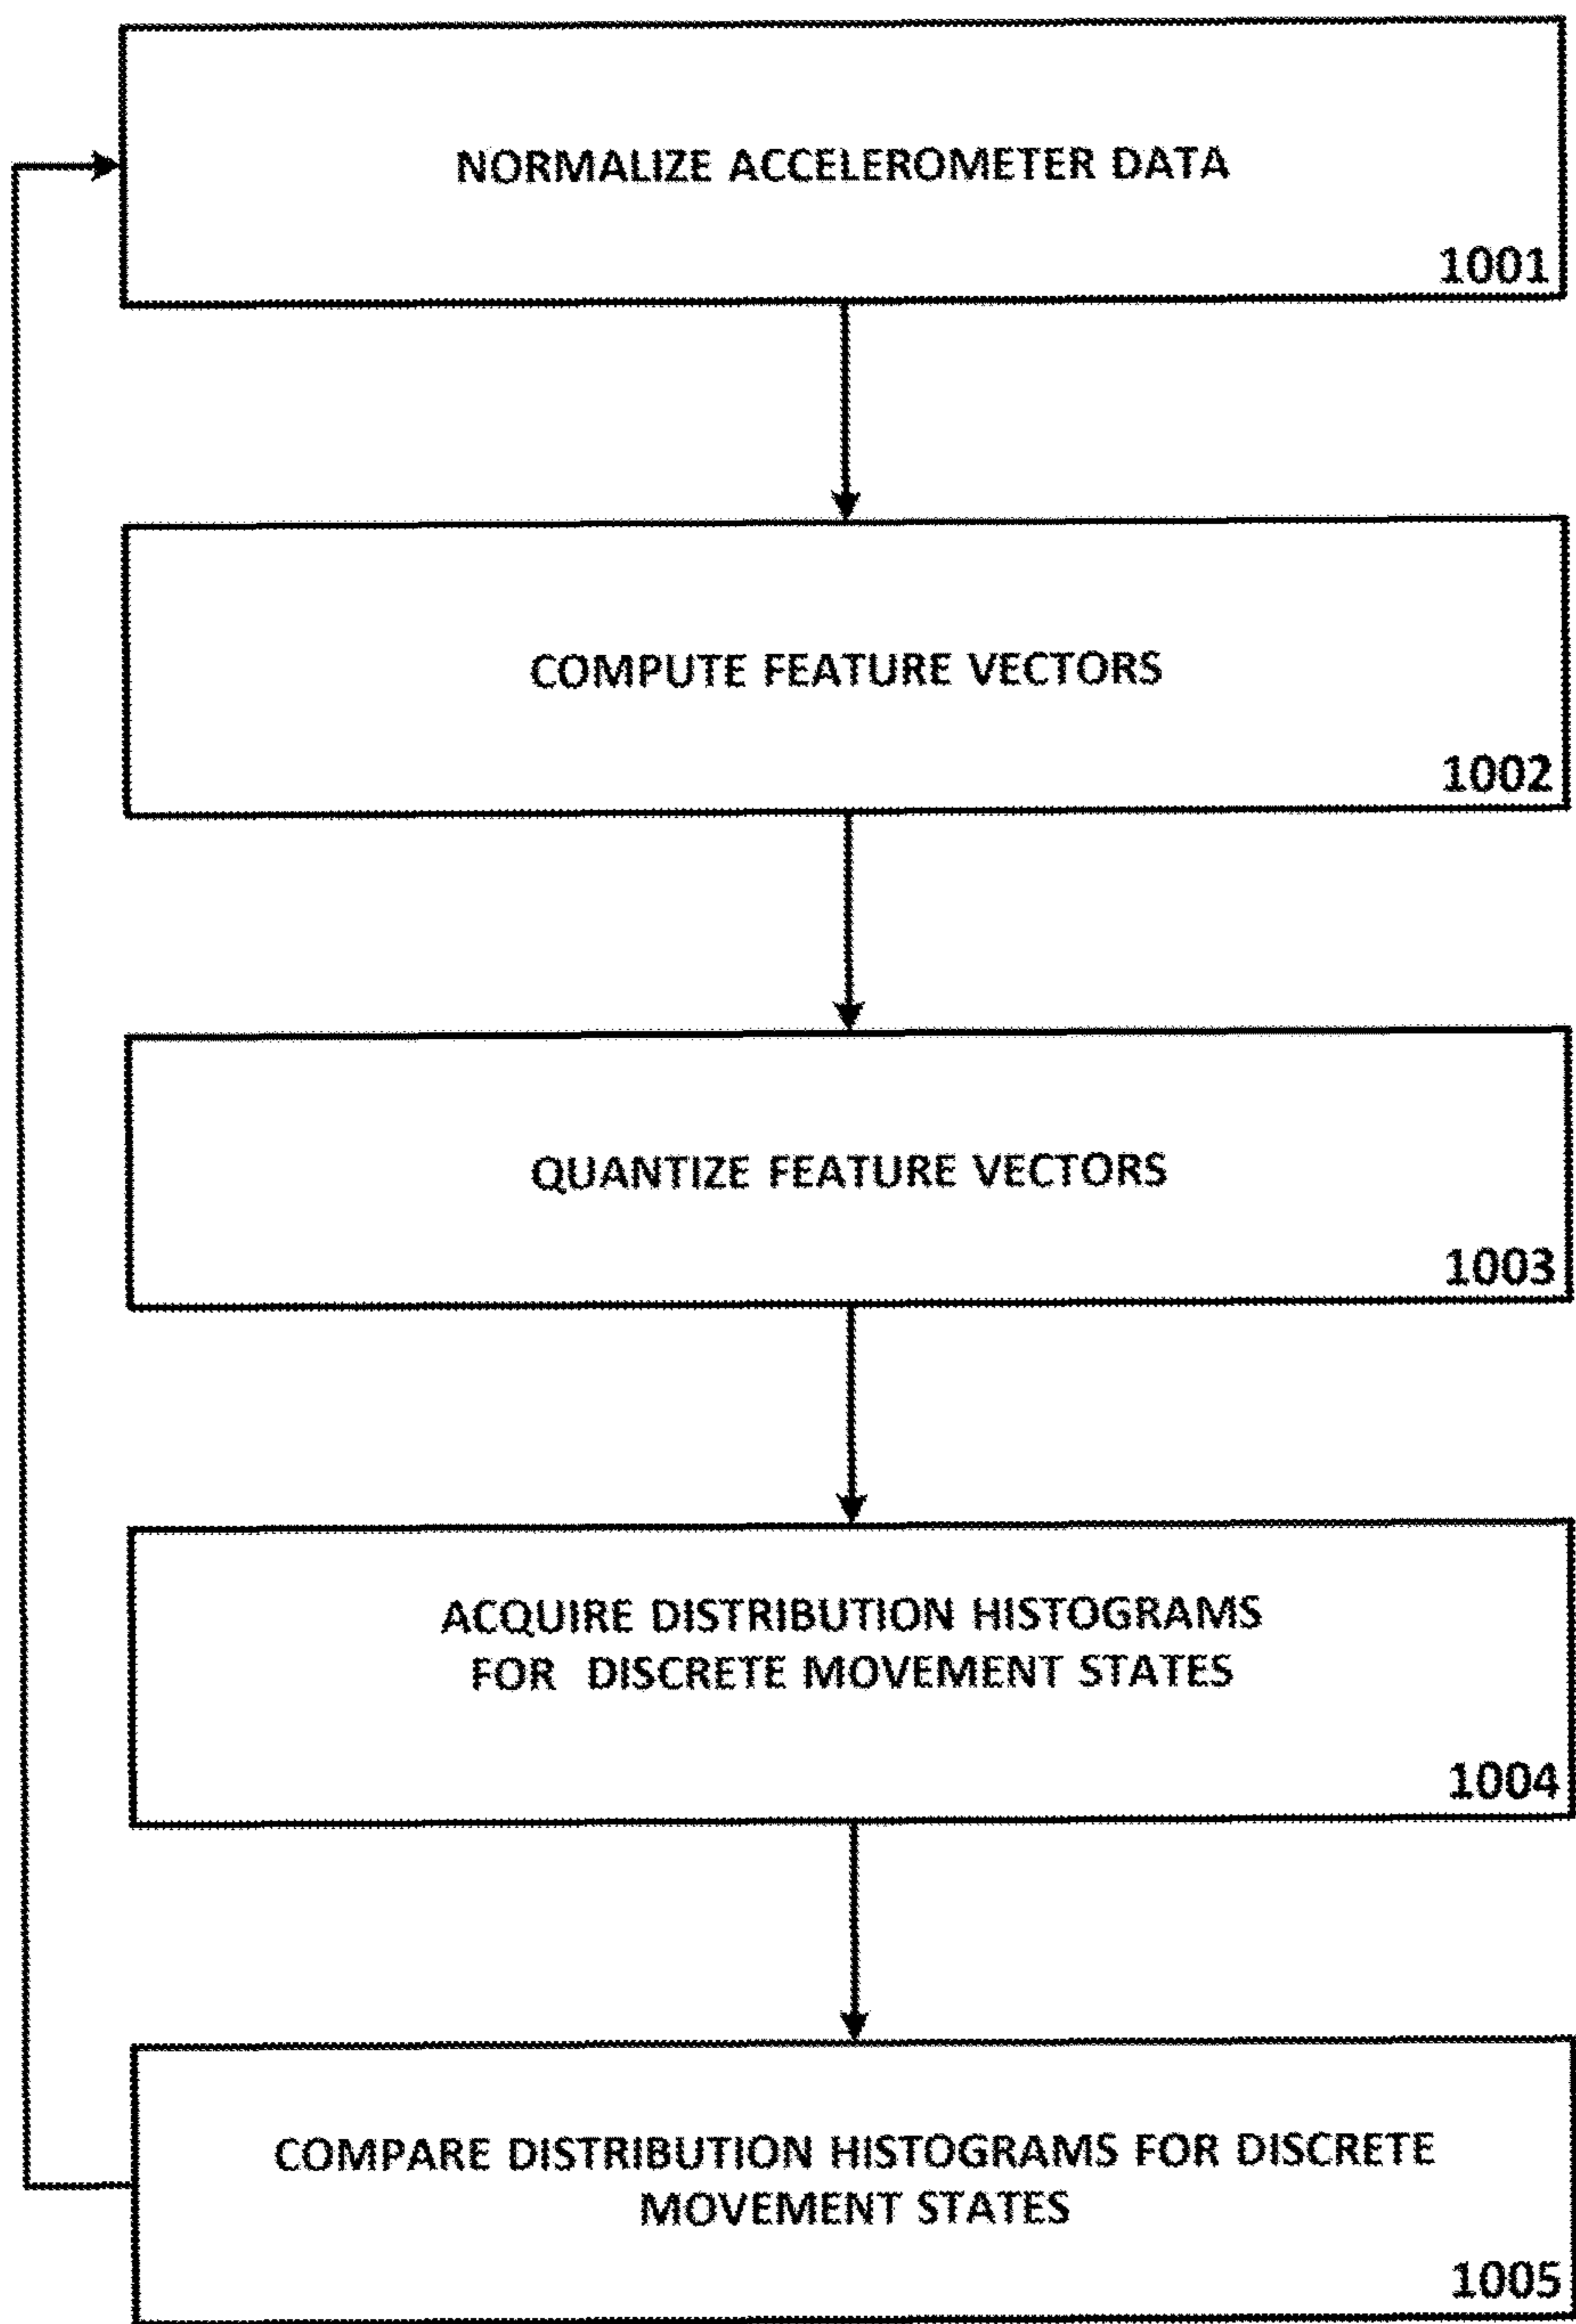 NORMALIZE ACCELEROMETER DATA
1001
COMPUTE FEATURE VECTORS
1002
QUANTIZE FEATURE VECTORS
1003
ACQUIRE DISTRIBUTION HISTOGRAMS
FOR DISCRETE MOVEMENT STATES
1004
COMPARE DISTRIBUTION HISTOGRAMS FOR DISCRETE
MOVEMENT STATES
1005